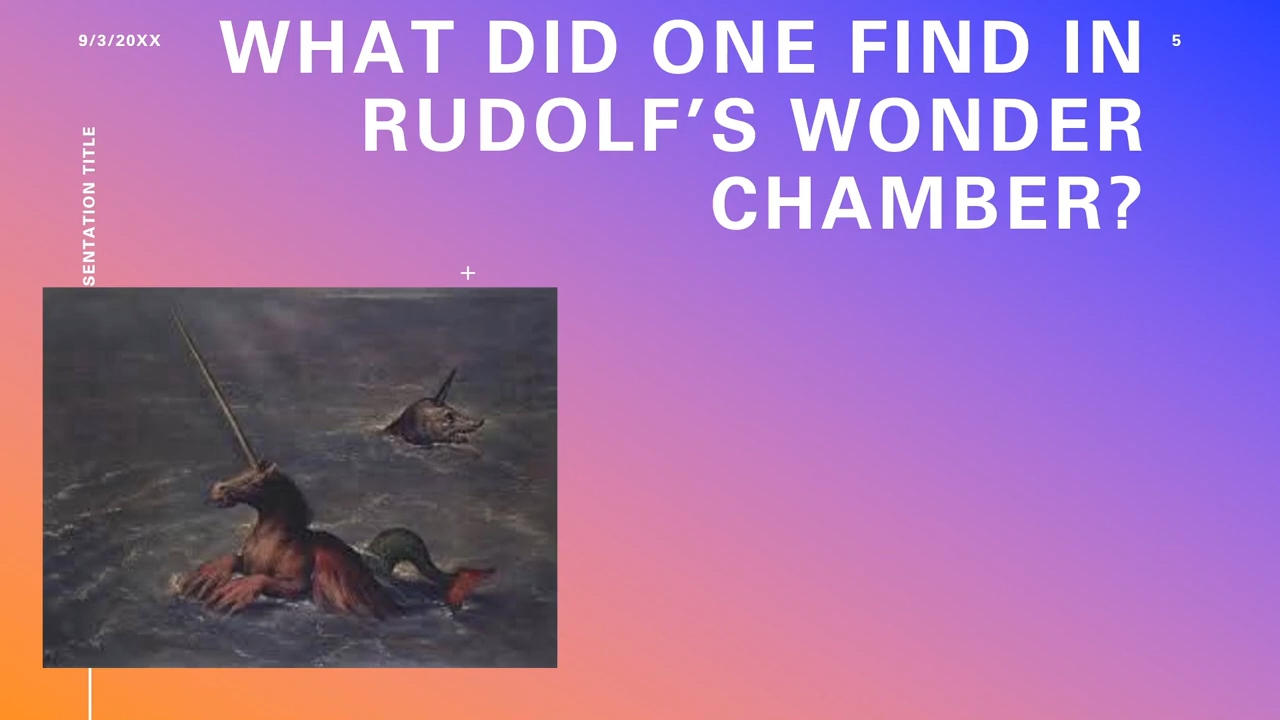 9/3/20XX
WHAT DID ONE FIND IN
RUDOLF’S WONDER
CHAMBER?
5
SENTATION TITLE